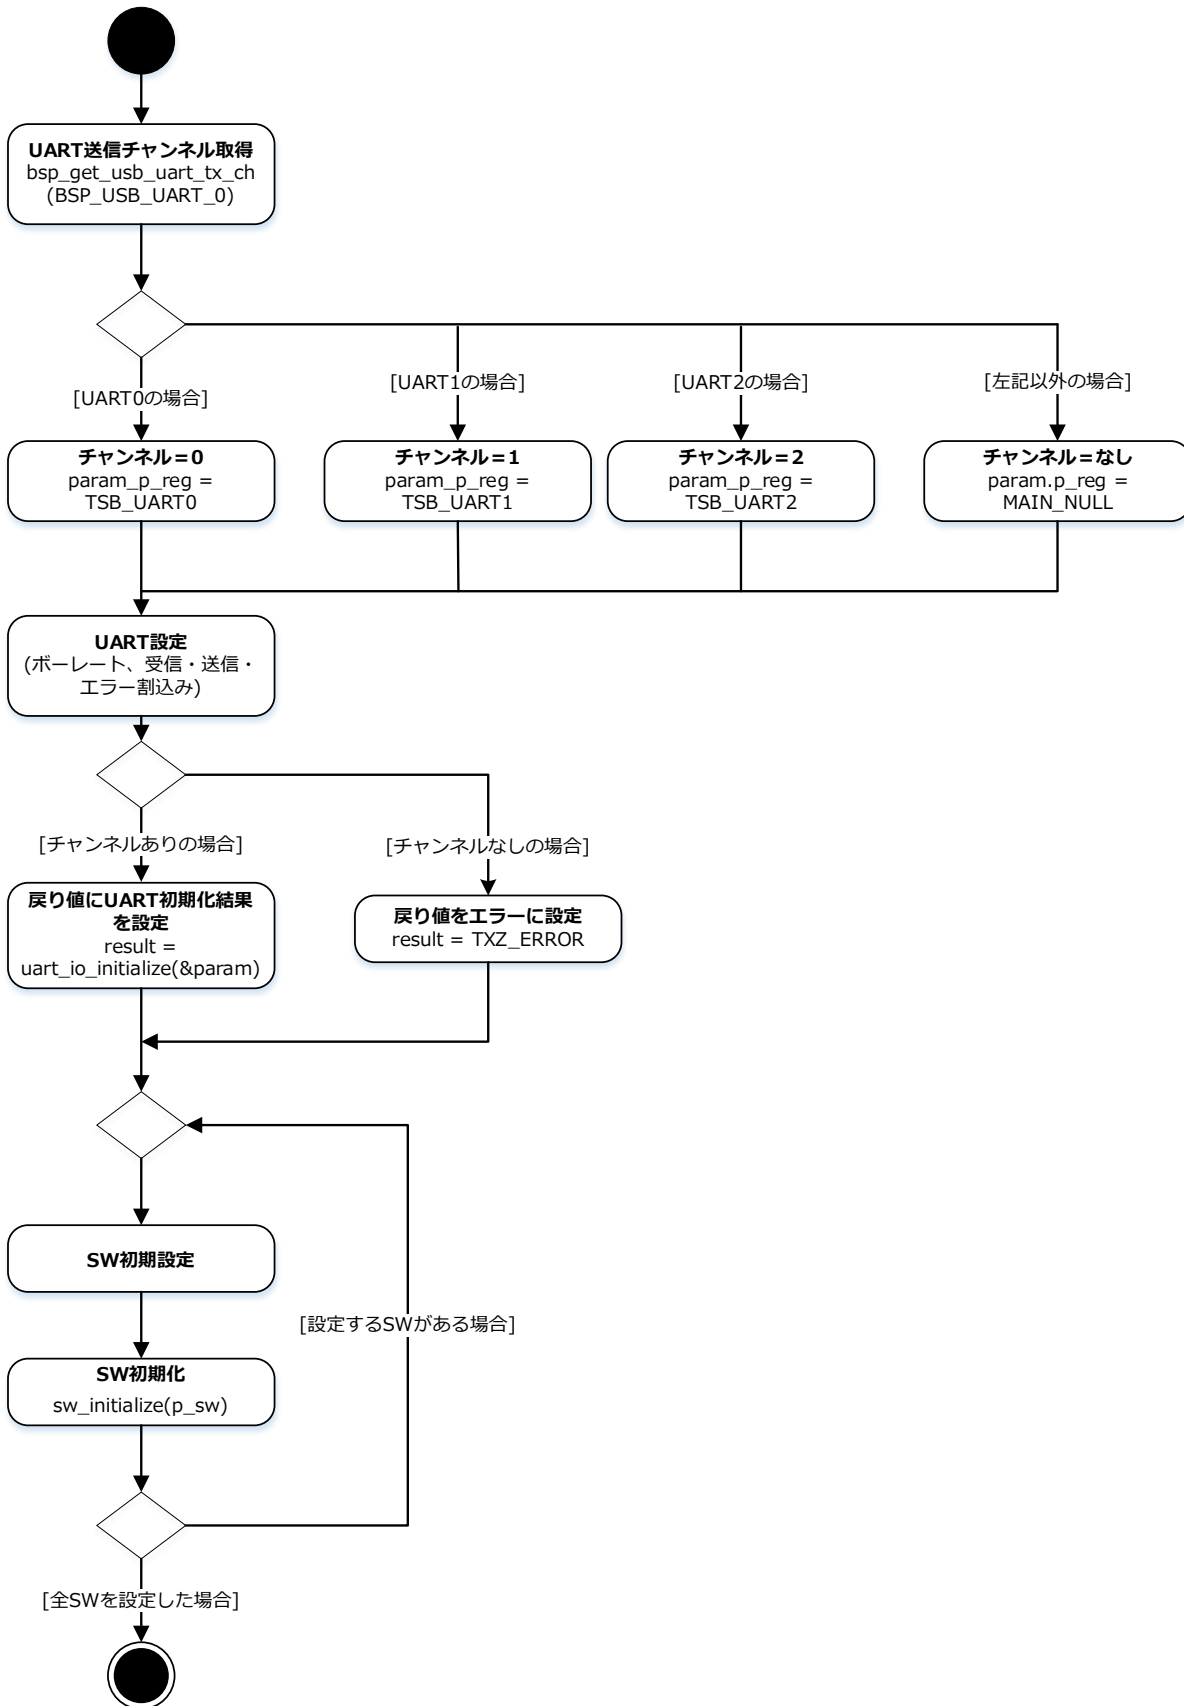 UART送信チャンネル取得
bsp_get_usb_uart_tx_ch
(BSP_USB_UART_0)
[UART0の場合]
[UART1の場合]
[UART2の場合]
[左記以外の場合]
チャンネル=0
param_p_reg =
TSB_UART0
チャンネル=1
param_p_reg =
TSB_UART1
チャンネル=2
param_p_reg =
TSB_UART2
チャンネル=なし
param.p_reg =
MAIN_NULL
UART設定
(ボーレート、受信・送信・
エラー割込み)
[チャンネルありの場合]
[チャンネルなしの場合]
戻り値にUART初期化結果
を設定
result =
uart_io_initialize(&param)
戻り値をエラーに設定
result = TXZ_ERROR
SW初期設定
[設定するSWがある場合]
SW初期化
sw_initialize(p_sw)
[全SWを設定した場合]